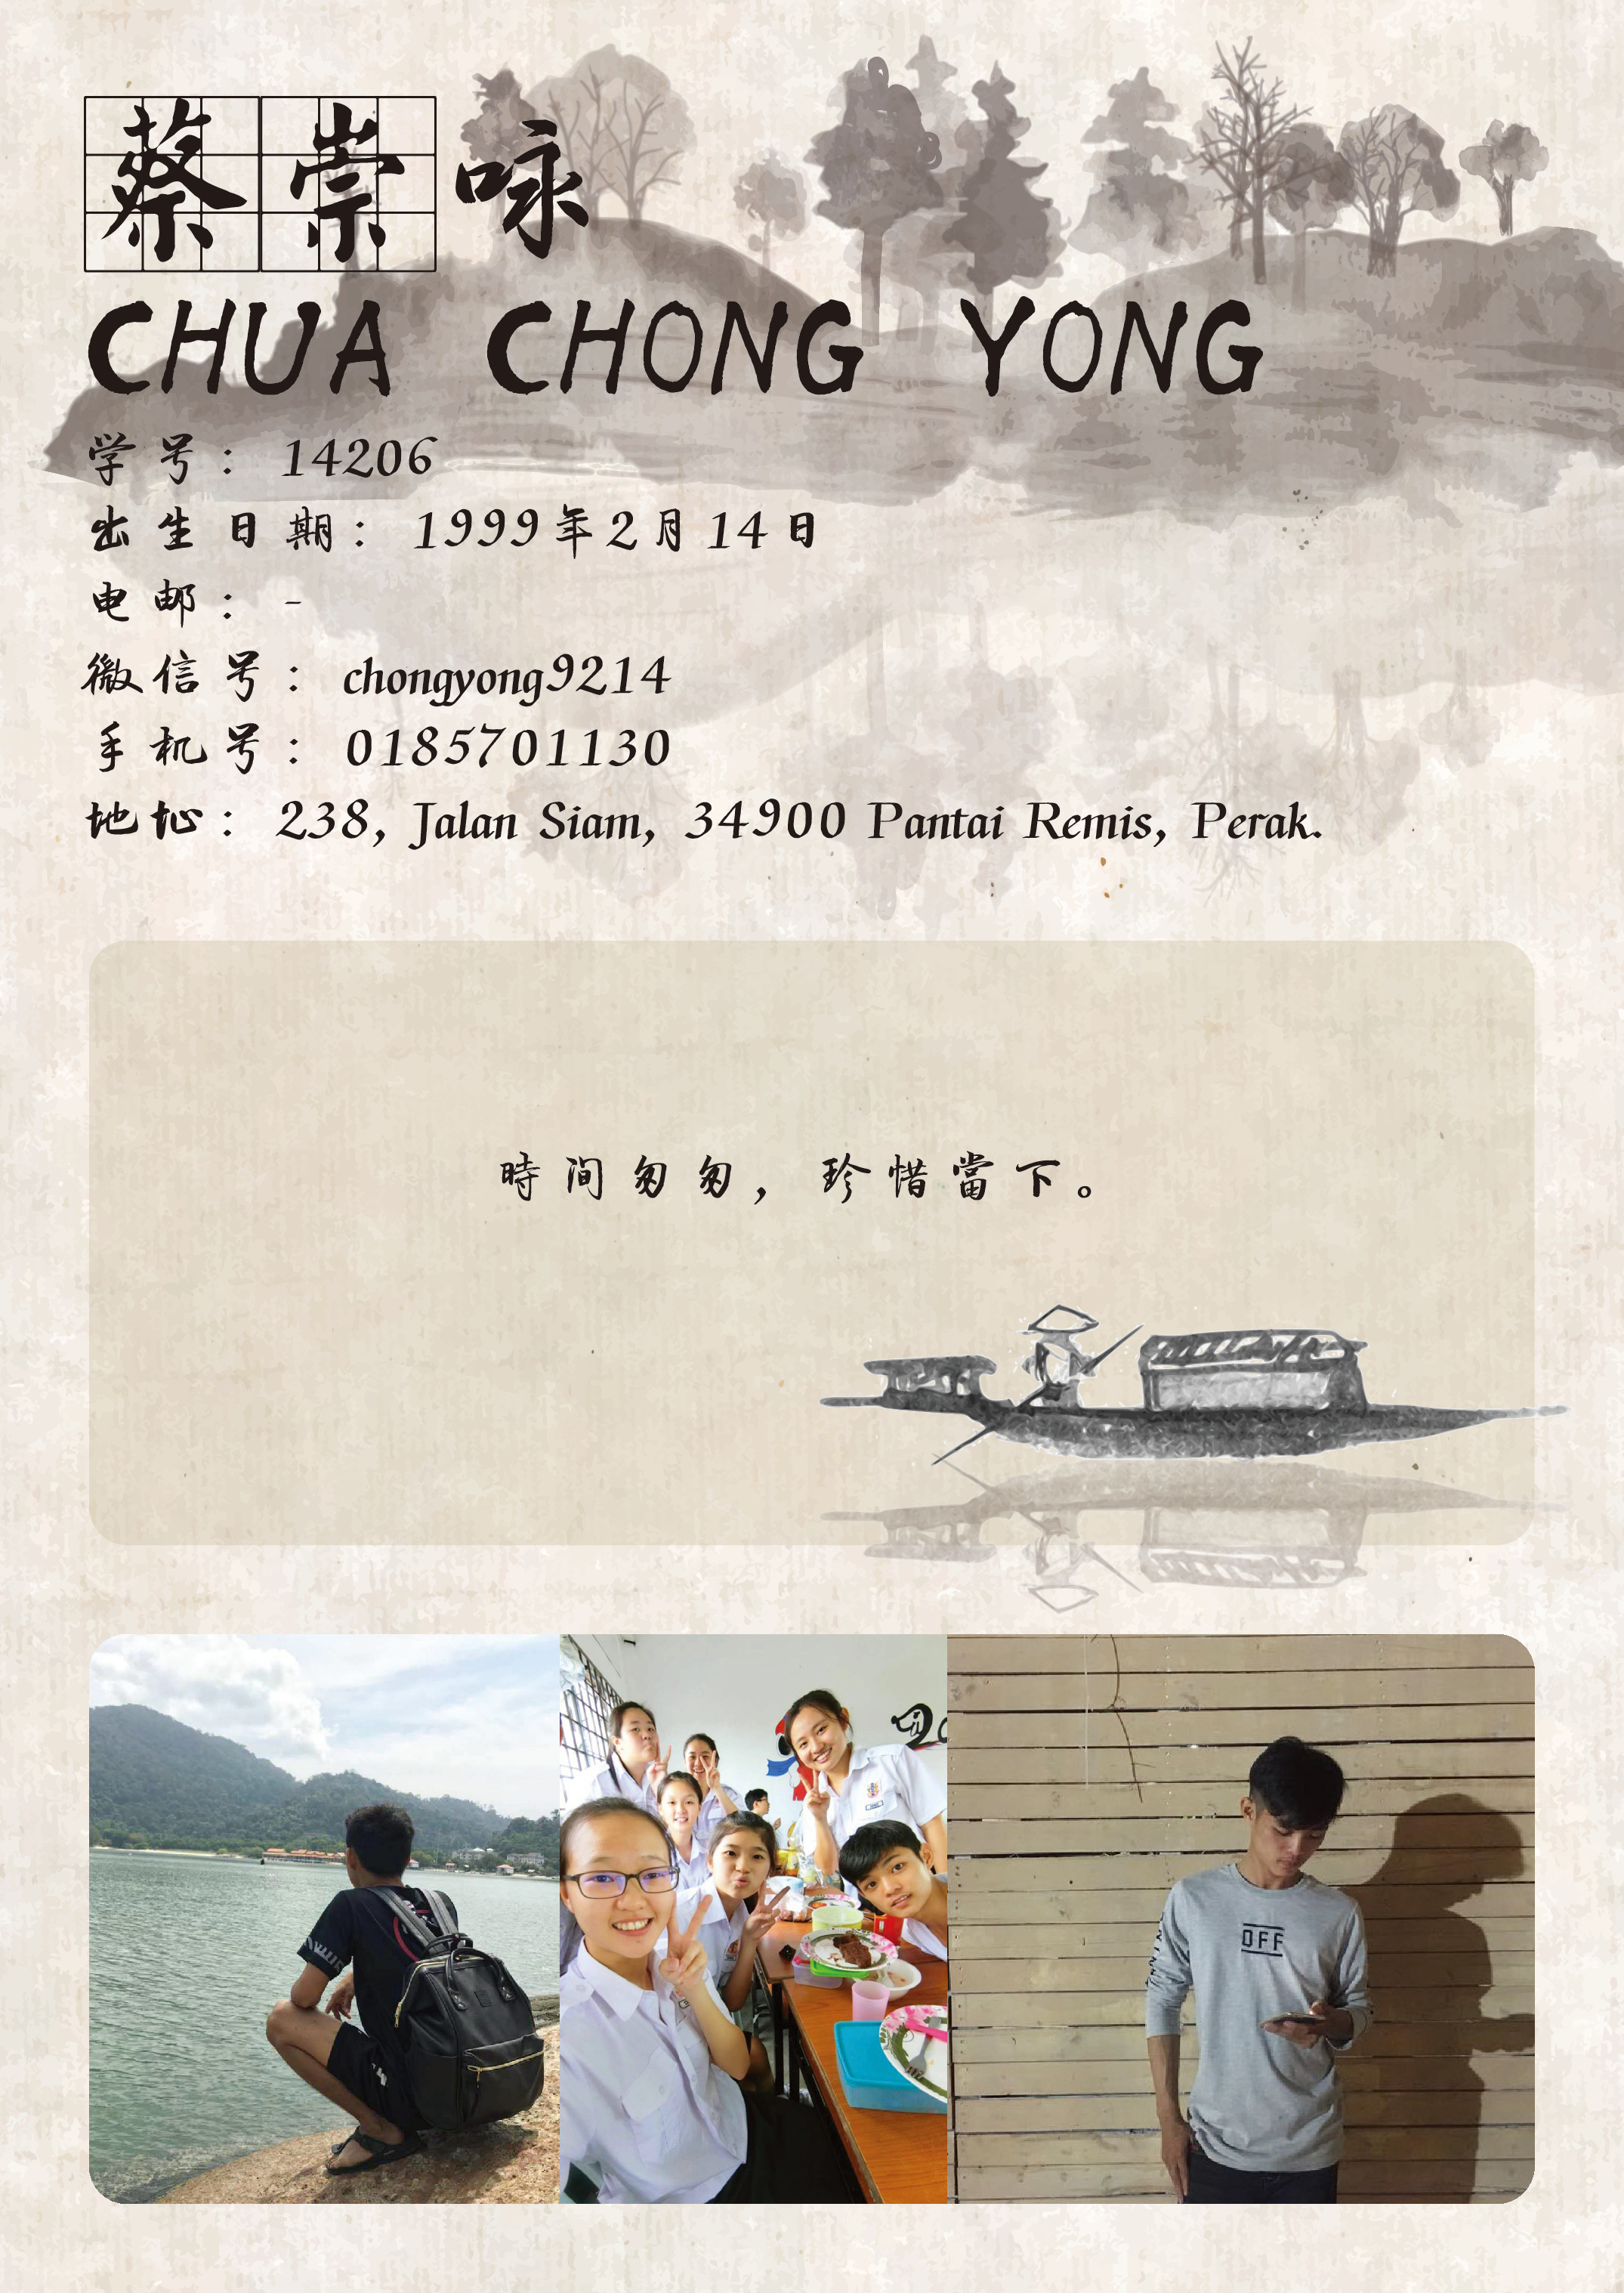 蔡崇咏
CHUA CHONG YONG
学号： 14206
出生日期： 1999年2月14日
电邮： -
微信号： chongyong9214
手机号： 0185701130
地址： 238, Jalan Siam, 34900 Pantai Remis, Perak.
時间匆匆，珍惜當下。
OFF